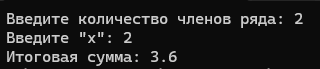 Введите количество членов ряда: 2
Введите "x": 2
Итоговая сумма: 3.6